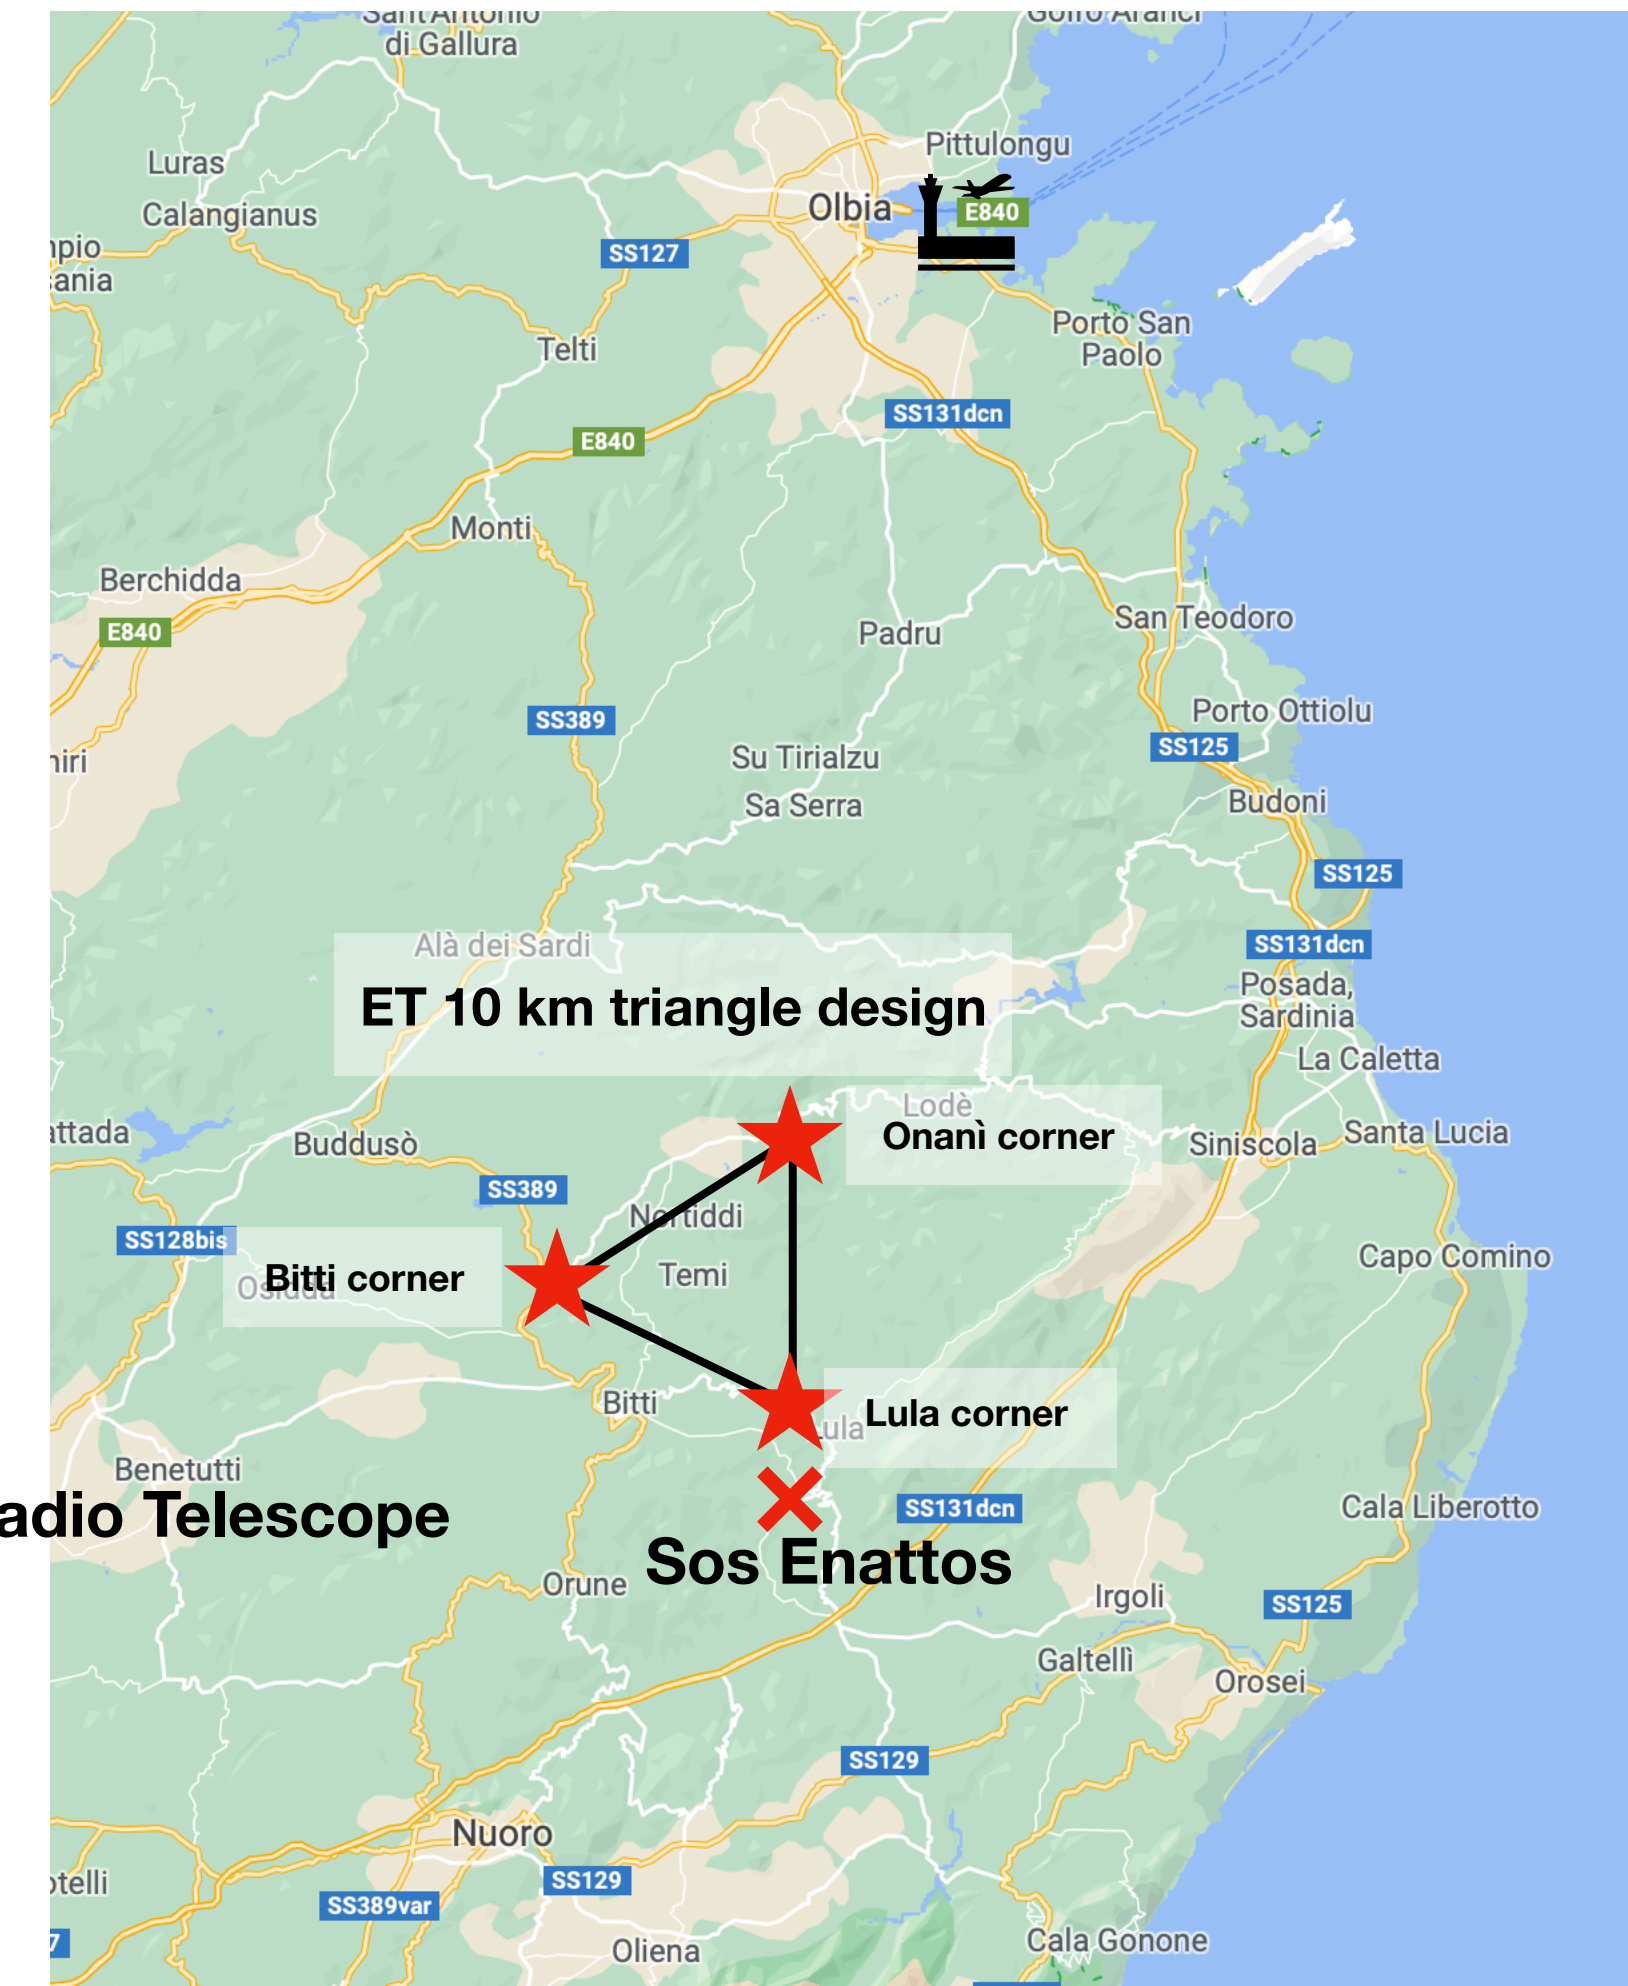 Sant'Antonio
di Gallura
Golfo Aranci
Pittulongu
Luras
Olbia
E840
Calangianus
SS127
Porto San
Paolo
Telti
SS131dcn
E840
Monti
Berchidda
E840
Padru
San Teodoro
SS389
Porto Ottiolu
SS125
Su Tirialzu
Sa Serra
Budoni
SS125
Alà dei Sardi
SS131dcn
Posada,
Sardinia
ET 10 km triangle design
La Caletta
Lodè
Onanì corner
Buddusò
Siniscola
Santa Lucia
SS389
Nortiddi
SS128bis
Temi
Capo Comino
Osidda
Bitti corner
Bitti
Lula
Lula corner
Benetutti
adio Telescope
SS131dcn
Cala Liberotto
Sos Enattos
Orune
Irgoli
SS125
Galtellì
Orosei
SS129
Nuoro
SS129
otelli
SS389var
7
Oliena
Cala Gonone